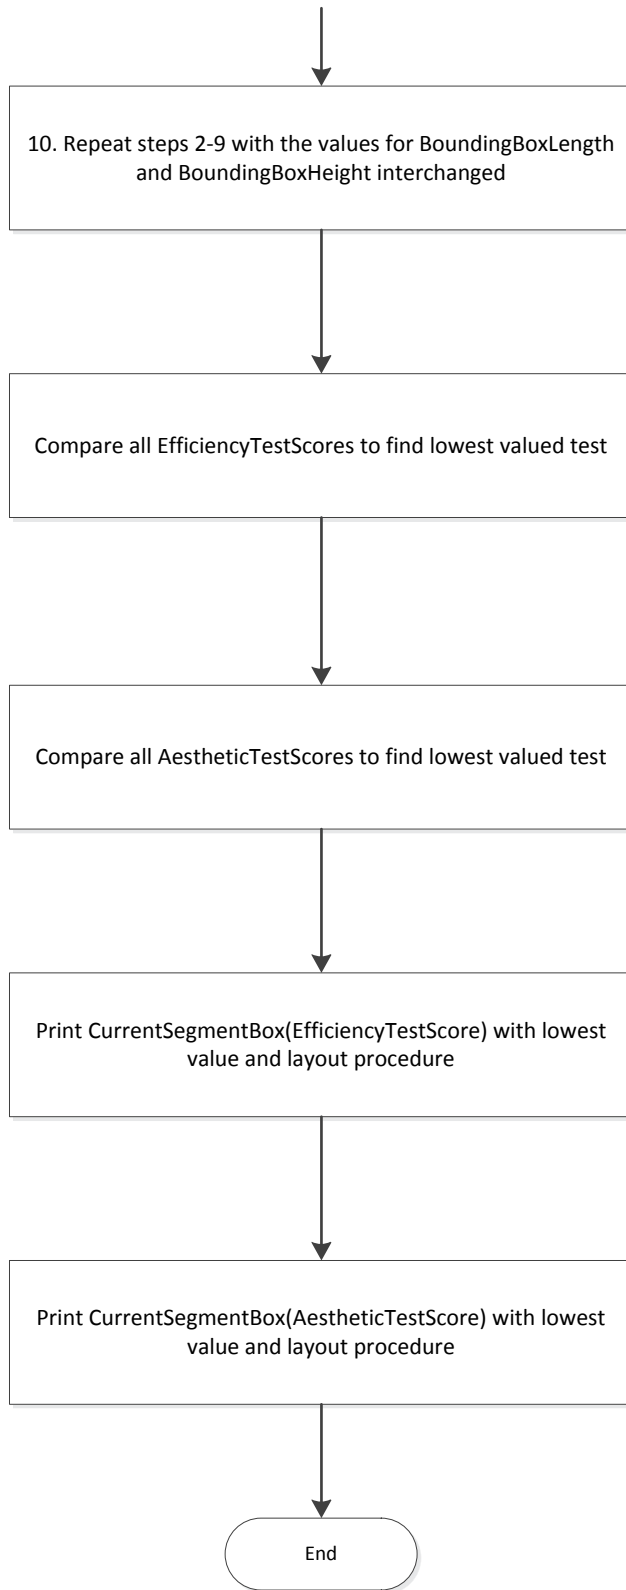 10. Repeat steps 2-9 with the values for BoundingBoxLength
and BoundingBoxHeight interchanged
Compare all EfficiencyTestScores to find lowest valued test
Compare all AestheticTestScores to find lowest valued test
Print CurrentSegmentBox(EfficiencyTestScore) with lowest
value and layout procedure
Print CurrentSegmentBox(AestheticTestScore) with lowest
value and layout procedure
End